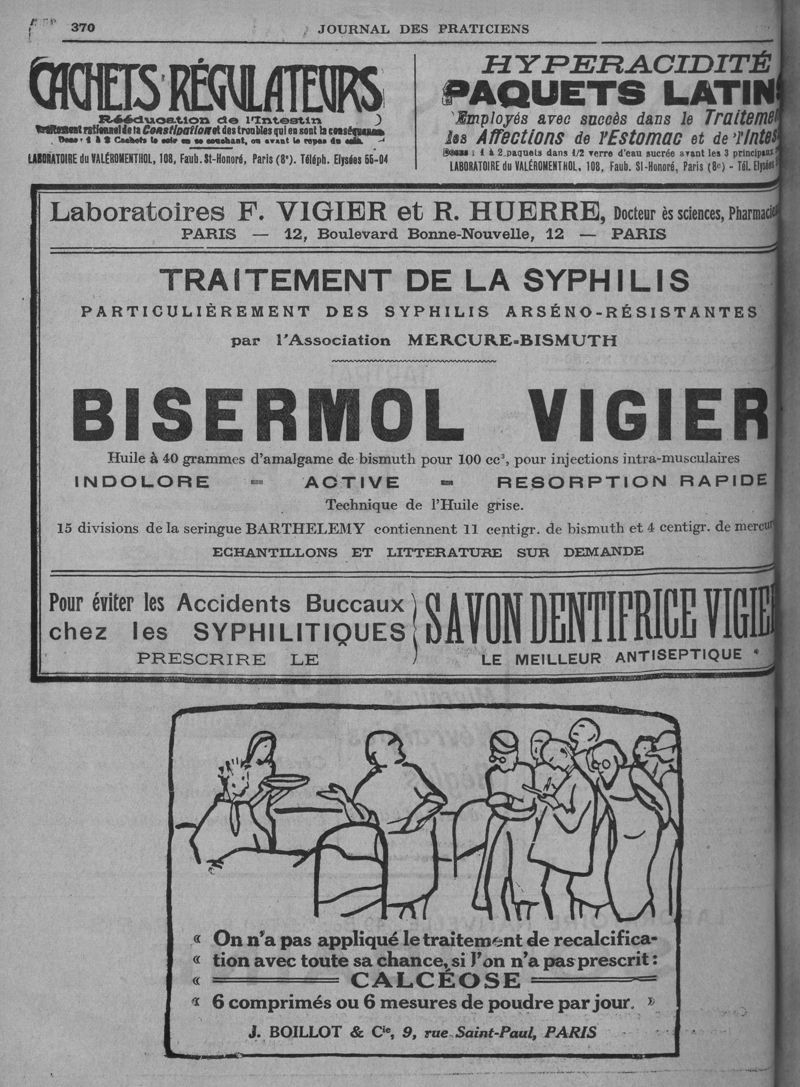 370
JOURNAL DES PRATICIENS
CACHETS RÉGULATEURS
Rééducation de l'Intestin
Traitement rationnel de la Constipation et des troubles qui en sont la conséquence
Dose : 1 à 2 Cachets le soir en se couchant, ou avant le repas du soir.
LABORATOIRE du VALÉROMENTHOL, 108, Faub. St-Honoré, Paris (8e). Téléph. Elysées 55-04
HYPERACIDITÉ
PAQUETS LATIN
Employés avec succès dans le Traiteme
les Affections de l'Estomac et de l'Intes
Doses : 1 à 2 paquets dans 1/2 verre d'eau sucrée avant les 3 principaux
LABORATOIRE du VALÉROMENTHOL, 108, Faub. St-Honoré, Paris (8e) - Tél. Elysées
Laboratoires F. VIGIER et R. HUERRE, Docteur ès sciences, Pharmacie
PARIS — 12, Boulevard Bonne-Nouvelle, 12 — PARIS
TRAITEMENT DE LA SYPHILIS
PARTICULIÈREMENT DES SYPHILIS ARSÉNO-RÉSISTANTES
par l'Association MERCURE-BISMUTH
BISERMOL VIGIER
Huile à 40 grammes d'amalgame de bismuth pour 100 cc³, pour injections intra-musculaires
INDOLORE - ACTIVE - RESORPTION RAPIDE
Technique de l'Huile grise.
15 divisions de la seringue BARTHELEMY contiennent 11 centigr. de bismuth et 4 centigr. de mercur
ECHANTILLONS ET LITTERATURE SUR DEMANDE
Pour éviter les Accidents Buccaux
chez les SYPHILITIQUES
PRESCRIRE LE
SAVON DENTIFRICE VIGIE
LE MEILLEUR ANTISEPTIQUE
« On n'a pas appliqué le traitement de recalcifica-
« tion avec toute sa chance, si l'on n'a pas prescrit :
« CALCÉOSE
« 6 comprimés ou 6 mesures de poudre par jour. »
J. BOILLOT & Cie, 9, rue Saint-Paul, PARIS